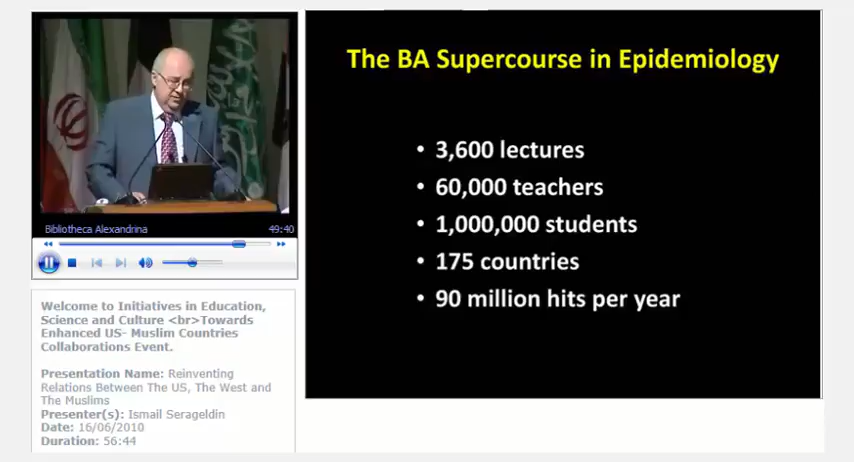 Bibliotheca Alexandrina 49:40
Welcome to Initiatives in Education,
Science and Culture <br>Towards
Enhanced US- Muslim Countries
Collaborations Event.
Presentation Name: Reinventing
Relations Between The US, The West and
The Muslims
Presenter(s): Ismail Serageldin
Date: 16/06/2010
Duration: 56:44
The BA Supercourse in Epidemiology
• 3,600 lectures
• 60,000 teachers
• 1,000,000 students
• 175 countries
• 90 million hits per year